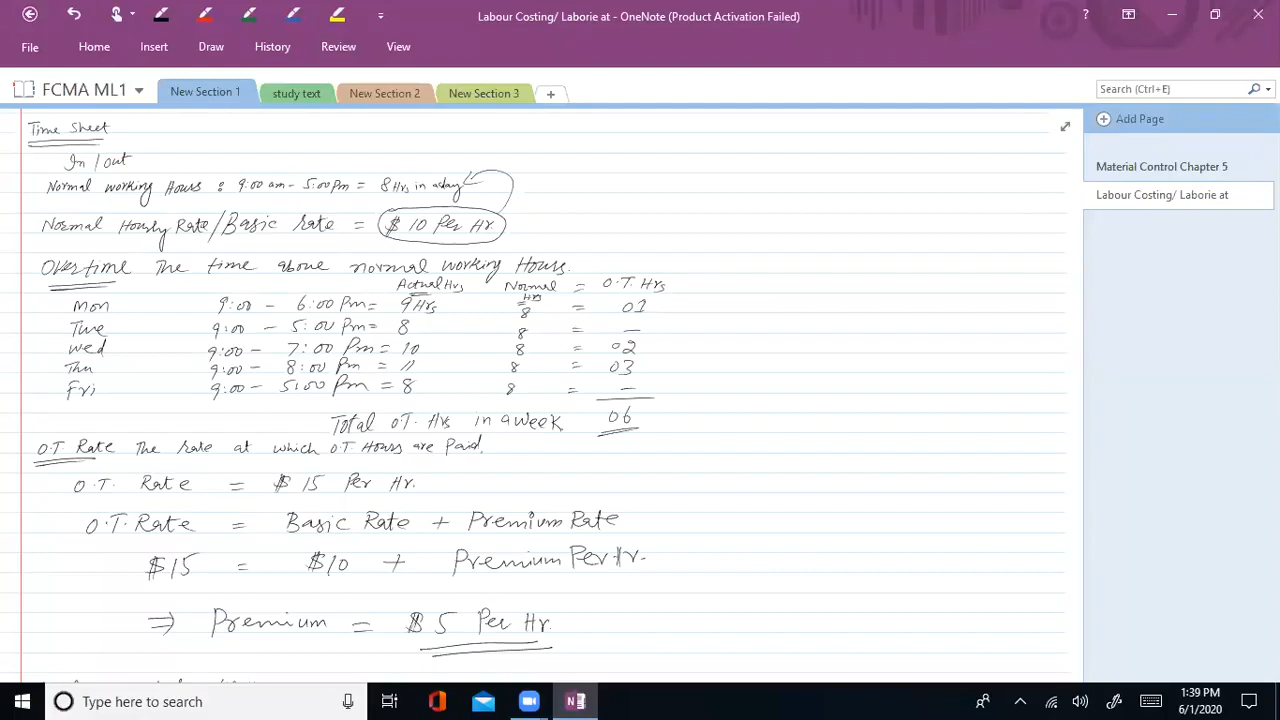 Labour Costing/ Laborie at - OneNote (Product Activation Failed)
File Home Insert Draw History Review View
FCMA ML1 New Section 1 study text New Section 2 New Section 3
Search (Ctrl+E)
Add Page
Material Control Chapter 5
Labour Costing/ Laborie at
Time Sheet
In / out
Normal working Hours : 9:00 am - 5:00 Pm = 8 Hrs in a day
Normal Hourly Rate/Basic rate = $ 10 Per Hr.
Overtime The time above normal working Hours.
Actual Hrs Normal Hrs = O.T. Hrs
Mon 9:00 - 6:00 Pm = 9 Hrs 8 = 01
Tue 9:00 - 5:00 Pm = 8 8 = -
Wed 9:00 - 7:00 Pm = 10 8 = 02
Thu 9:00 - 8:00 Pm = 11 8 = 03
Fri 9:00 - 5:00 Pm = 8 8 = -
Total O.T. Hrs in a week 06
O.T. Rate The rate at which O.T. Hours are Paid.
O.T. Rate = $ 15 Per Hr.
O.T. Rate = Basic Rate + Premium Rate
$15 = $10 + Premium Per Hr.
⇒ Premium = $ 5 Per Hr.
Type here to search
1:39 PM
6/1/2020